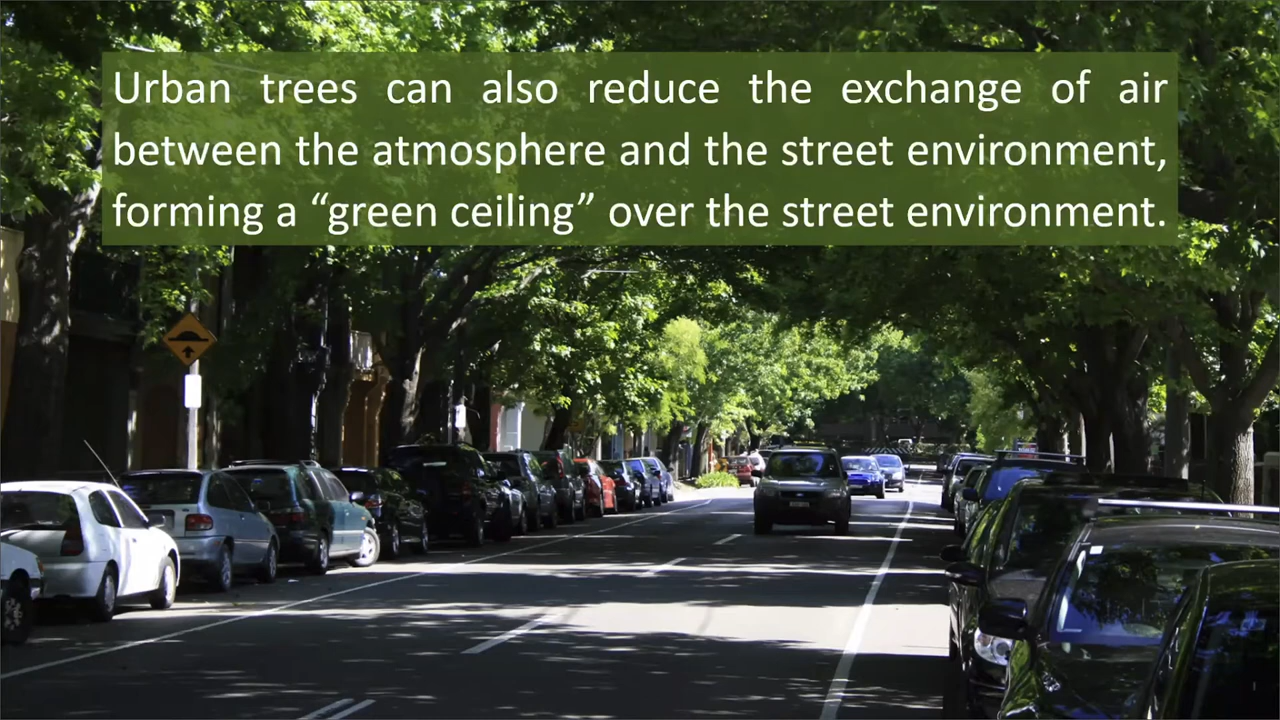 Urban trees can also reduce the exchange of air
between the atmosphere and the street environment,
forming a “green ceiling” over the street environment.